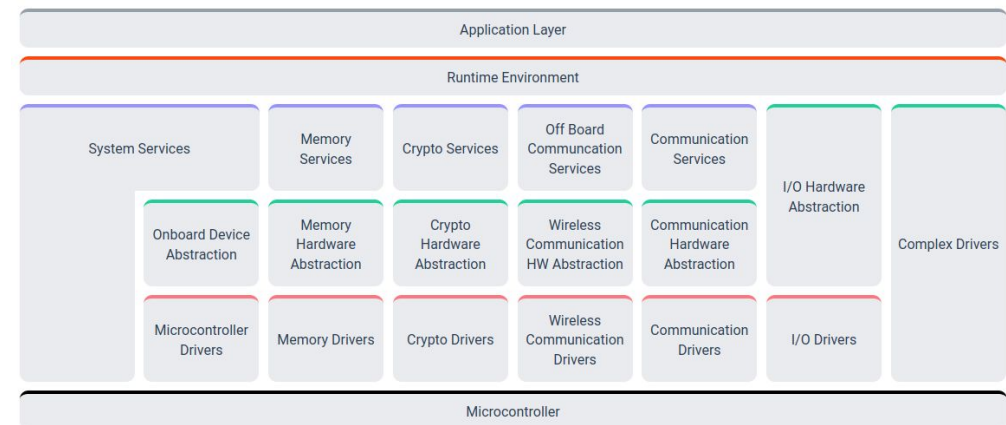 Application Layer
Runtime Environment
System Services
Memory
Services
Crypto Services
Off Board
Communcation
Services
Communication
Services
I/O Hardware
Abstraction
Complex Drivers
Onboard Device
Abstraction
Memory
Hardware
Abstraction
Crypto
Hardware
Abstraction
Wireless
Communication
HW Abstraction
Communication
Hardware
Abstraction
Microcontroller
Drivers
Memory Drivers
Crypto Drivers
Wireless
Communication
Drivers
Communication
Drivers
I/O Drivers
Microcontroller